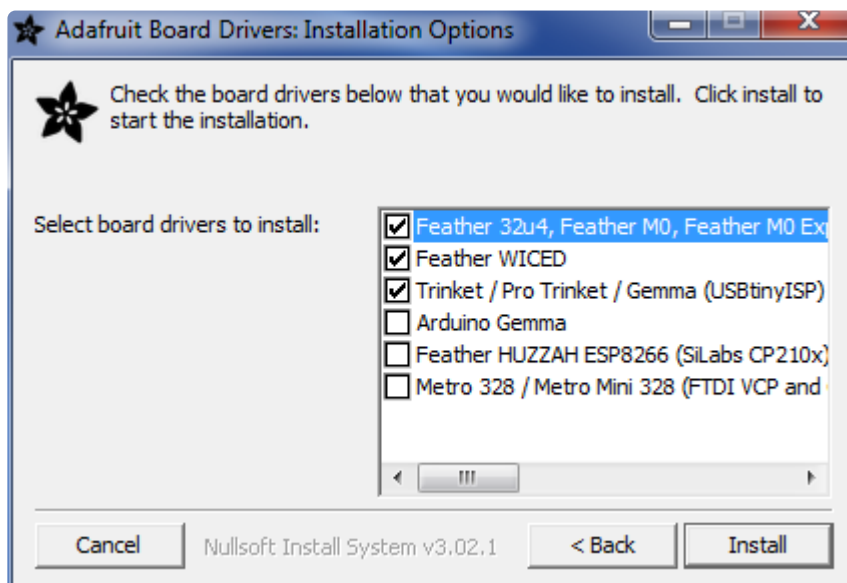 Adafruit Board Drivers: Installation Options
Check the board drivers below that you would like to install. Click install to
start the installation.
Select board drivers to install:
Feather 32u4, Feather M0, Feather M0
Feather WICED
Trinket / Pro Trinket / Gemma (USBtinyISP)
Arduino Gemma
Feather HUZZAH ESP8266 (SiLabs CP210x)
Metro 328 / Metro Mini 328 (FTDI VCP and
Cancel
Nullsoft Install System v3.02.1
< Back
Install